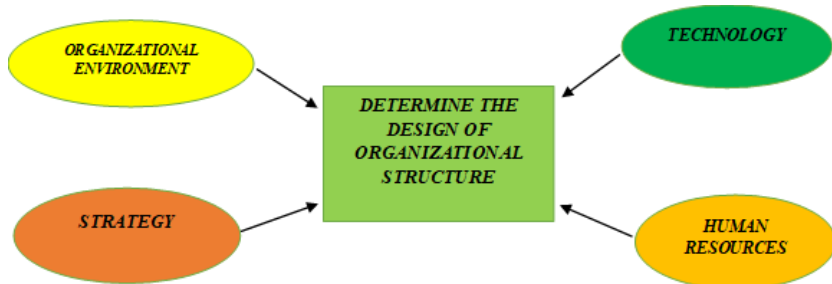 ORGANIZATIONAL
ENVIRONMENT
TECHNOLOGY
DETERMINE THE
DESIGN OF
ORGANIZATIONAL
STRUCTURE
STRATEGY
HUMAN
RESOURCES